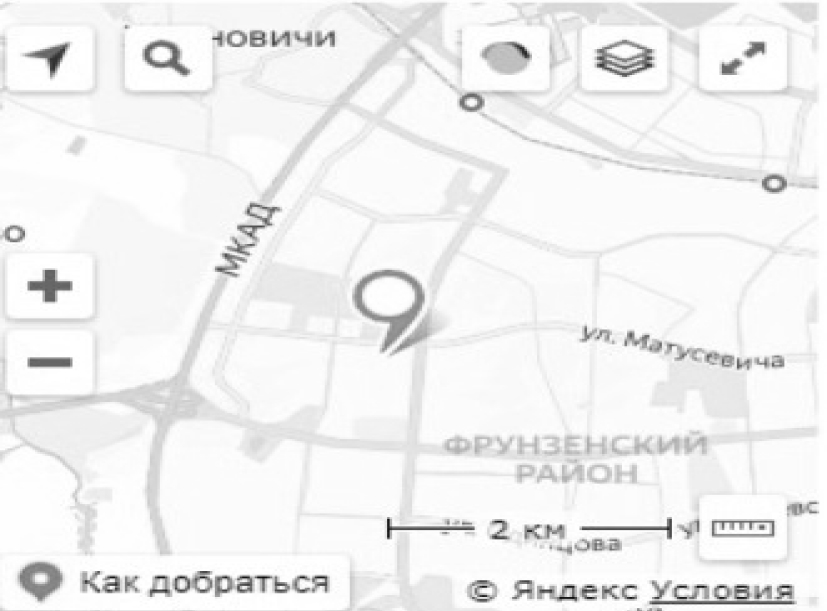 НОВИЧИ
МКАД
о
ул. Матусевича
ФРУНЗЕНСКИЙ
РАЙОН
2 км
Как добраться
© Яндекс Условия